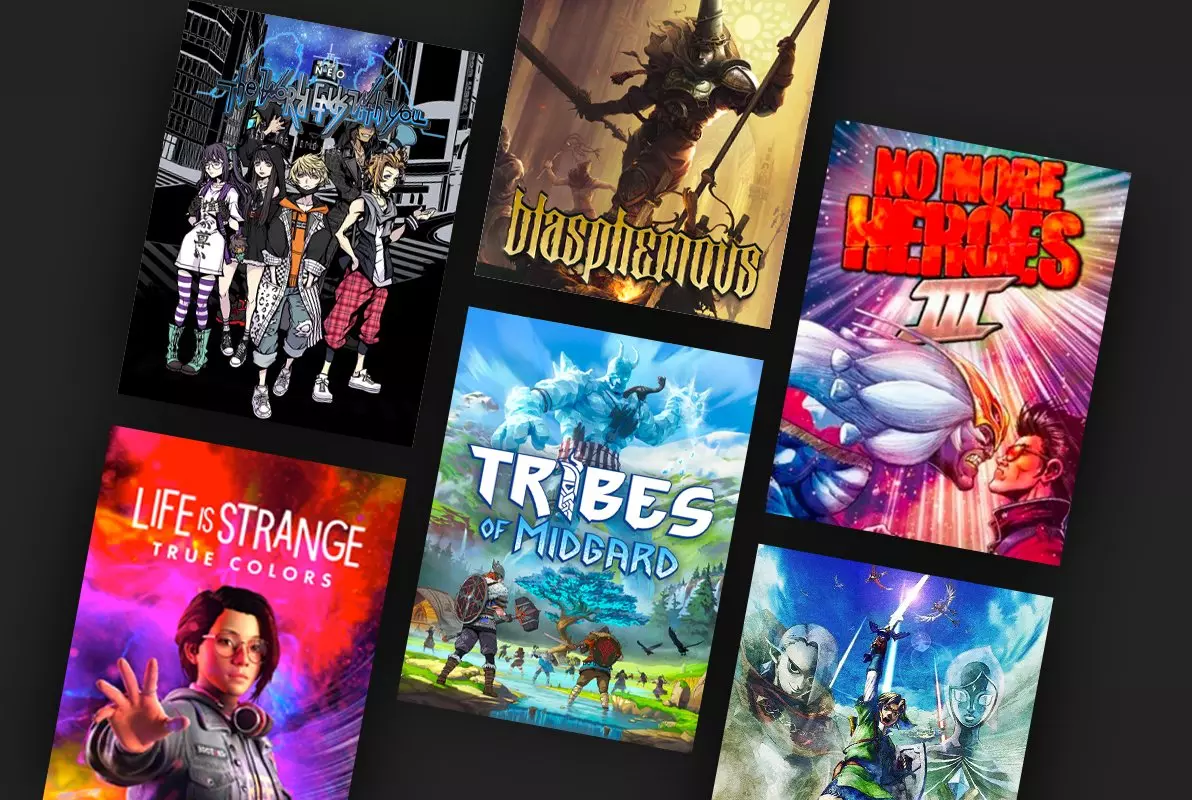 NEO
The World Ends with You
blasphemous
NO MORE
HEROES
III
TRIBES
OF MIDGARD
LIFE IS STRANGE
TRUE COLORS